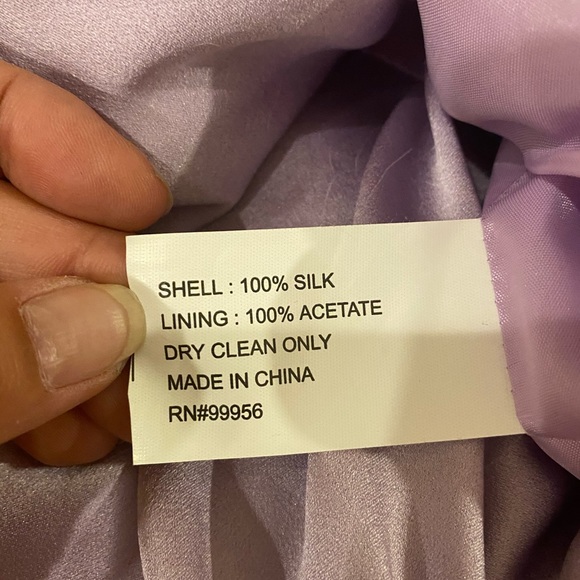 SHELL : 100% SILK
LINING : 100% ACETATE
DRY CLEAN ONLY
MADE IN CHINA
RN#99956